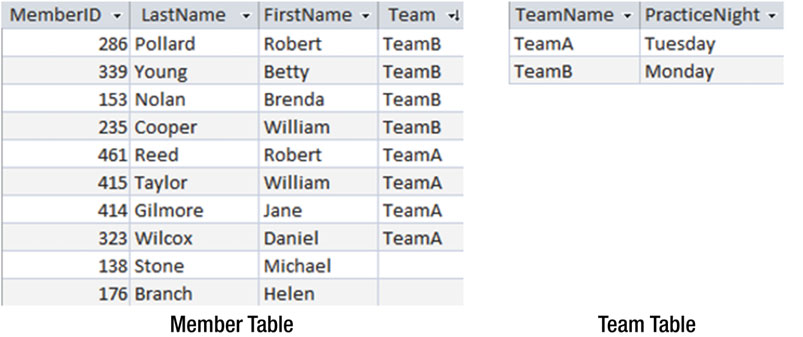 MemberID LastName FirstName Team
286 Pollard Robert TeamB
339 Young Betty TeamB
153 Nolan Brenda TeamB
235 Cooper William TeamB
461 Reed Robert TeamA
415 Taylor William TeamA
414 Gilmore Jane TeamA
323 Wilcox Daniel TeamA
138 Stone Michael
176 Branch Helen
Member Table
TeamName PracticeNight
TeamA Tuesday
TeamB Monday
Team Table